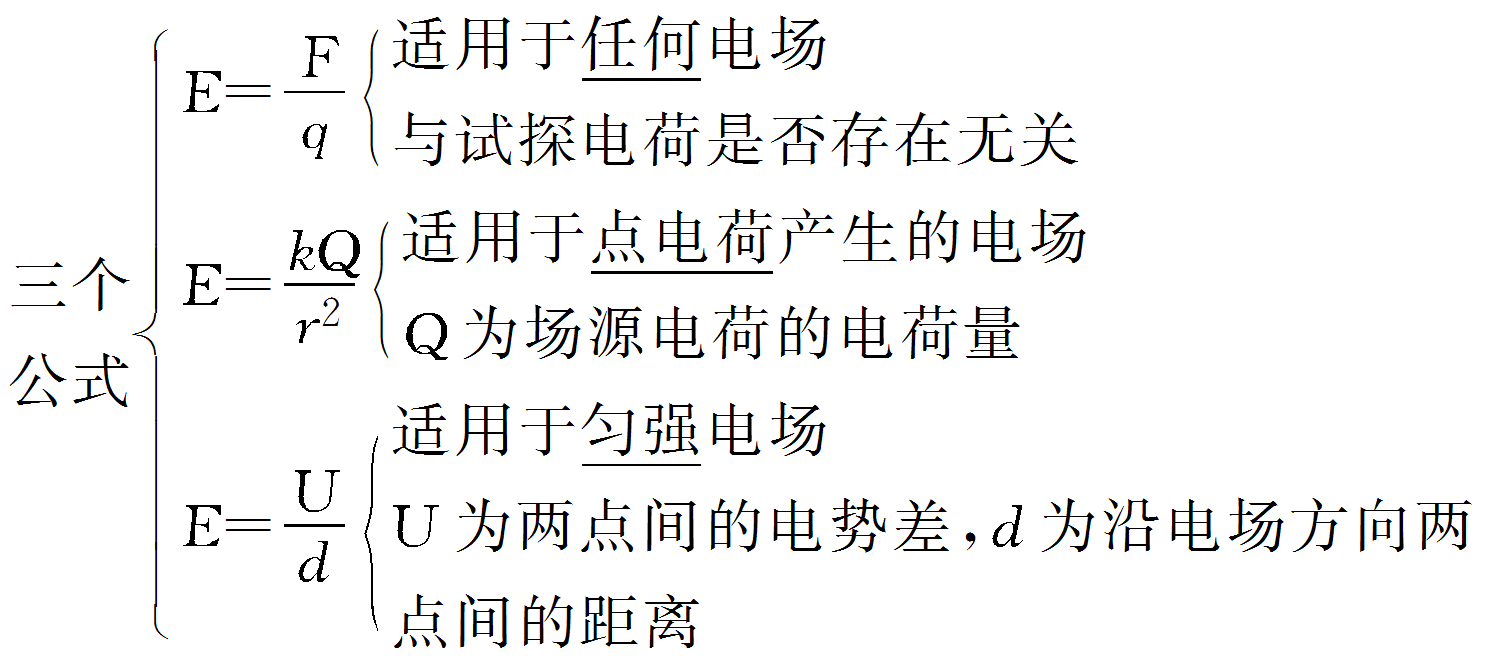 三个
公式
E=F/q
适用于任何电场
与试探电荷是否存在无关
E=kQ/r²
适用于点电荷产生的电场
Q为场源电荷的电荷量
E=U/d
适用于匀强电场
U为两点间的电势差,d为沿电场方向两
点间的距离